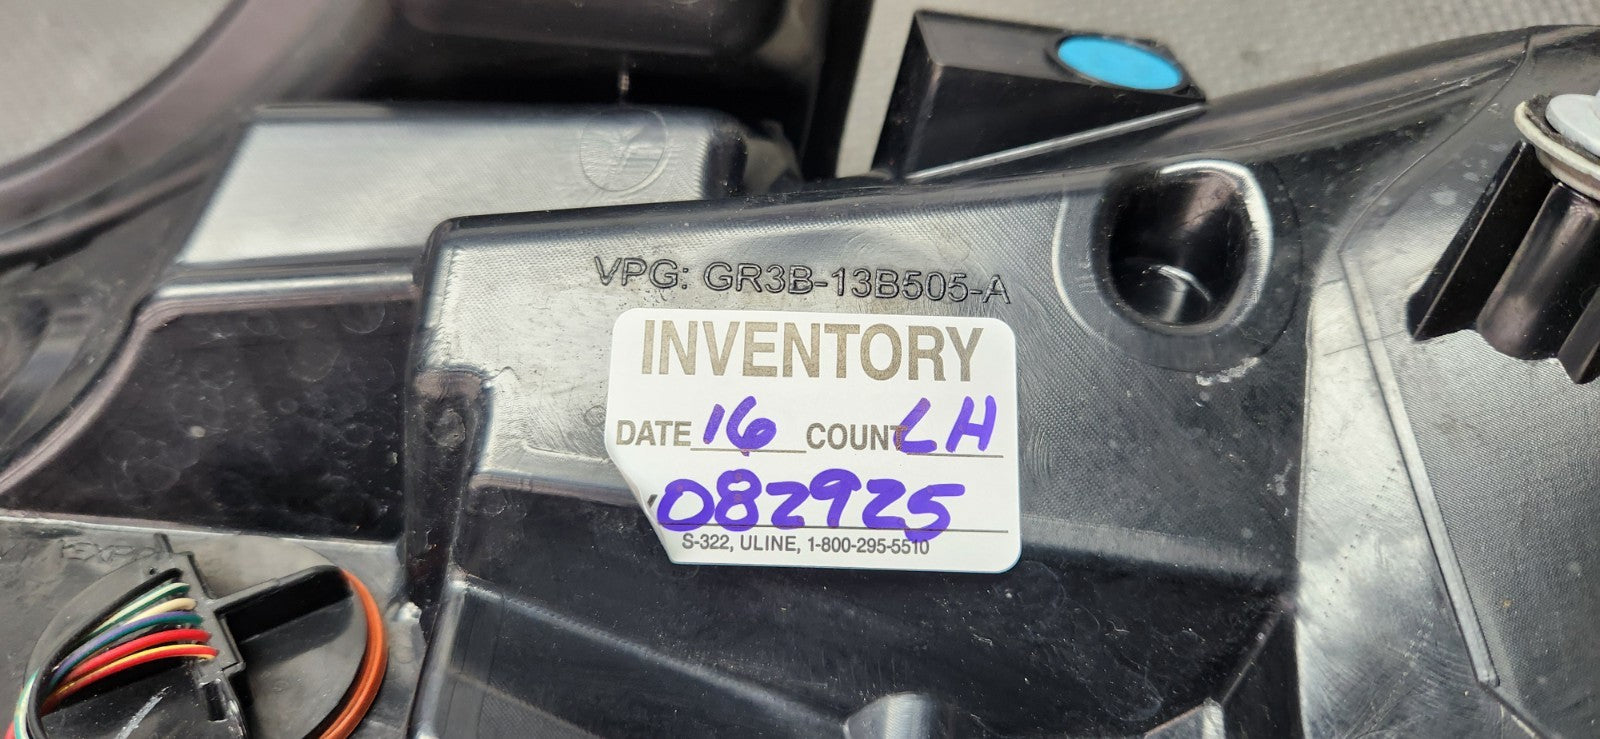 VPG: GR3B-13B505-A
INVENTORY
DATE 16 COUNT LH
082925
S-322, ULINE, 1-800-295-5510